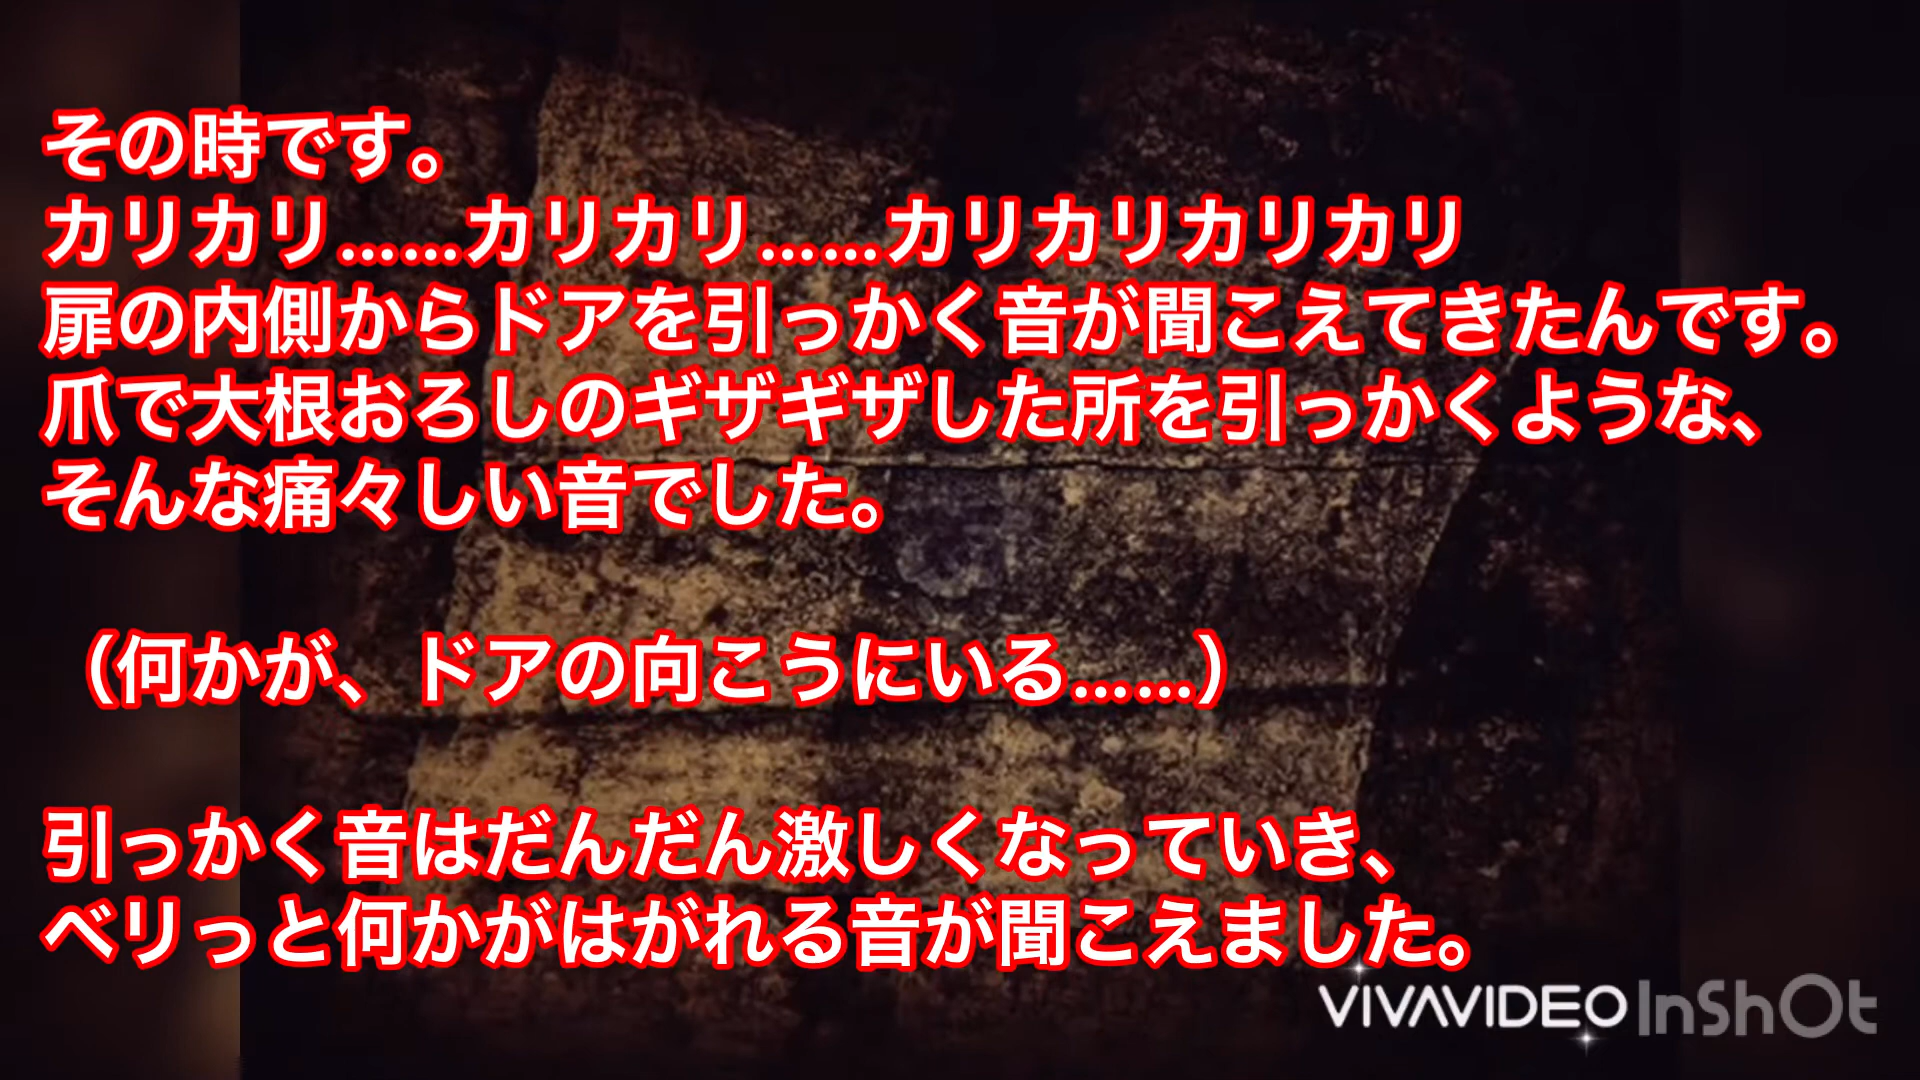 その時です。
カリカリ……カリカリ……カリカリカリカリ
扉の内側からドアを引っかく音が聞こえてきたんです。
爪で大根おろしのギザギザした所を引っかくような、
そんな痛々しい音でした。
（何かが、ドアの向こうにいる……）
引っかく音はだんだん激しくなっていき、
ベリっと何かがはがれる音が聞こえました。
VIVAVIDEO InShOt